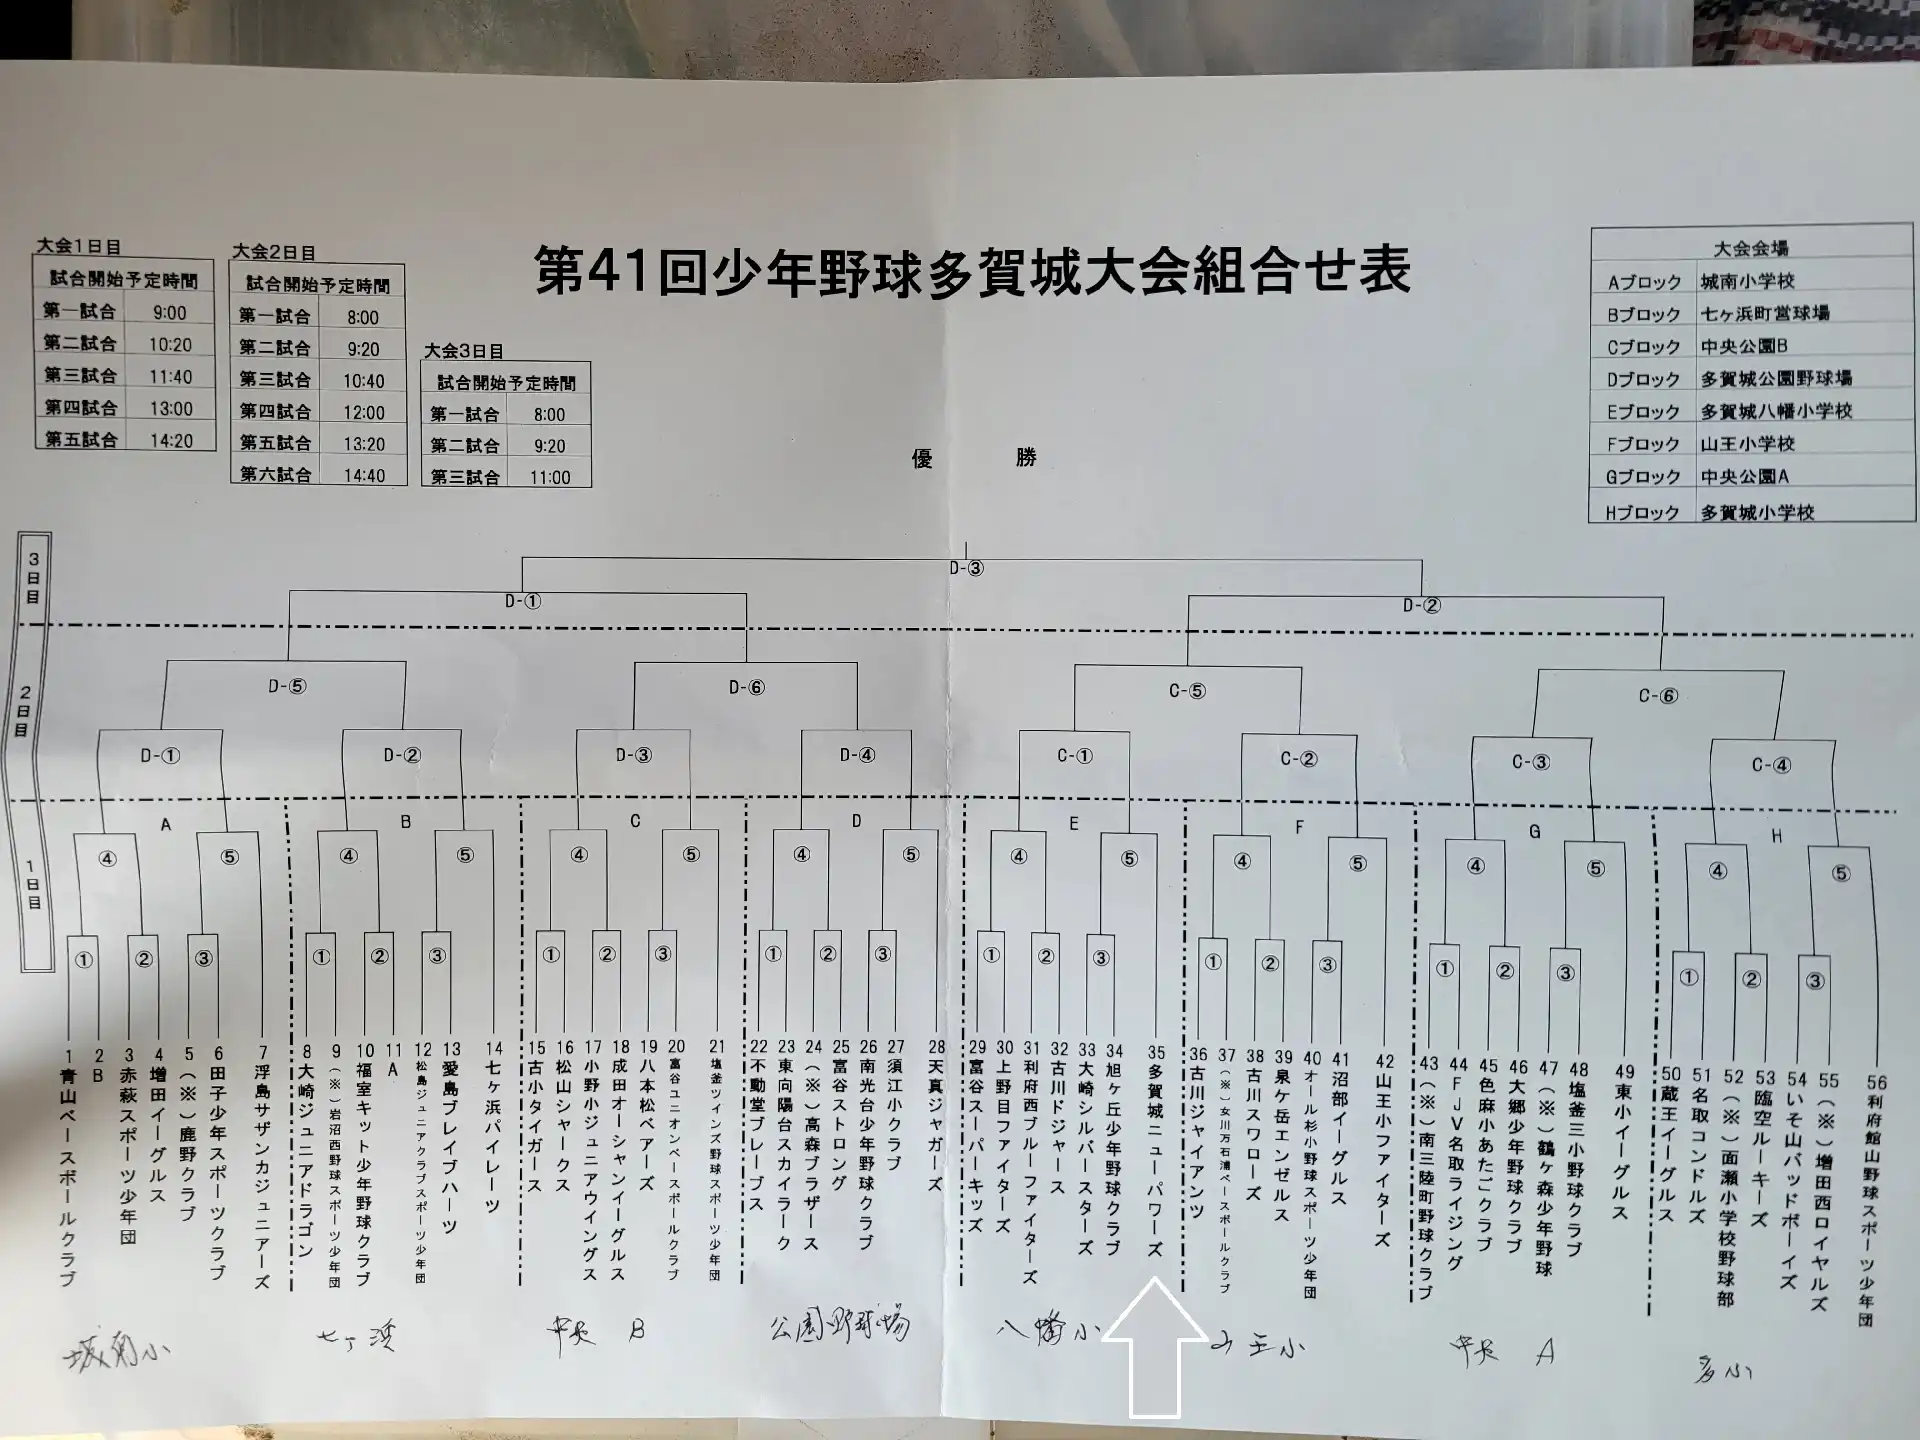 第41回少年野球多賀城大会組合せ表
大会1日目
試合開始予定時間
第一試合 9:00
第二試合 10:20
第三試合 11:40
第四試合 13:00
第五試合 14:20
大会2日目
試合開始予定時間
第一試合 8:00
第二試合 9:20
第三試合 10:40
第四試合 12:00
第五試合 13:20
第六試合 14:40
大会3日目
試合開始予定時間
第一試合 8:00
第二試合 9:20
第三試合 11:00
大会会場
Aブロック 城南小学校
Bブロック 七ヶ浜町営球場
Cブロック 中央公園B
Dブロック 多賀城公園野球場
Eブロック 多賀城八幡小学校
Fブロック 山王小学校
Gブロック 中央公園A
Hブロック 多賀城小学校
優 勝
3日目
D-③
D-① D-②
2日目
D-⑤ D-⑥ C-⑤ C-⑥
D-① D-② D-③ D-④ C-① C-② C-③ C-④
1日目
A B C D E F G H
④ ⑤ ④ ⑤ ④ ⑤ ④ ⑤ ④ ⑤ ④ ⑤ ④ ⑤ ④ ⑤
① ② ③ ① ② ③ ① ② ③ ① ② ③ ① ② ③ ① ② ③ ① ② ③ ① ② ③
1 青山ベースボールクラブ
2 B
3 赤萩スポーツ少年団
4 増田イーグルス
5 (※)鹿野クラブ
6 田子少年スポーツクラブ
7 浮島サザンカジュニアーズ
8 大崎ジュニアドラゴン
9 (※)岩沼西野球スポーツ少年団
10 福室キット少年野球クラブ
11 A
12 松島ジュニアクラブスポーツ少年団
13 愛島ブレイブハーツ
14 七ヶ浜パイレーツ
15 古小タイガース
16 松山シャークス
17 小野小ジュニアウイングス
18 成田オーシャンイーグルス
19 八本松ベアーズ
20 富谷ユニオンベースボールクラブ
21 塩釜ツインズ野球スポーツ少年団
22 不動堂ブレーブス
23 東向陽台スカイラーク
24 (※)高森ブラザース
25 富谷ストロング
26 南光台少年野球クラブ
27 須江小クラブ
28 天真ジャガーズ
29 富谷スーパーキッズ
30 上野目ファイターズ
31 利府西ブルーファイターズ
32 古川ドジャース
33 大崎シルバースターズ
34 旭ヶ丘少年野球クラブ
35 多賀城ニューパワーズ
36 古川ジャイアンツ
37 (※)女川万石浦ベースボールクラブ
38 古川スワローズ
39 泉ケ岳エンゼルス
40 オール杉小野球スポーツ少年団
41 沼部イーグルス
42 山王小ファイターズ
43 (※)南三陸町野球クラブ
44 FJV名取ライジング
45 色麻小あたごクラブ
46 大郷少年野球クラブ
47 (※)鶴ヶ森少年野球
48 塩釜三小野球クラブ
49 東小イーグルス
50 蔵王イーグルス
51 名取コンドルズ
52 (※)面瀬小学校野球部
53 臨空ルーキーズ
54 いそ山バッドボーイズ
55 (※)増田西ロイヤルズ
56 利府館山野球スポーツ少年団
城南小
七ヶ浜
中央 B
公園野球場
八幡小
山王小
中央 A
多小